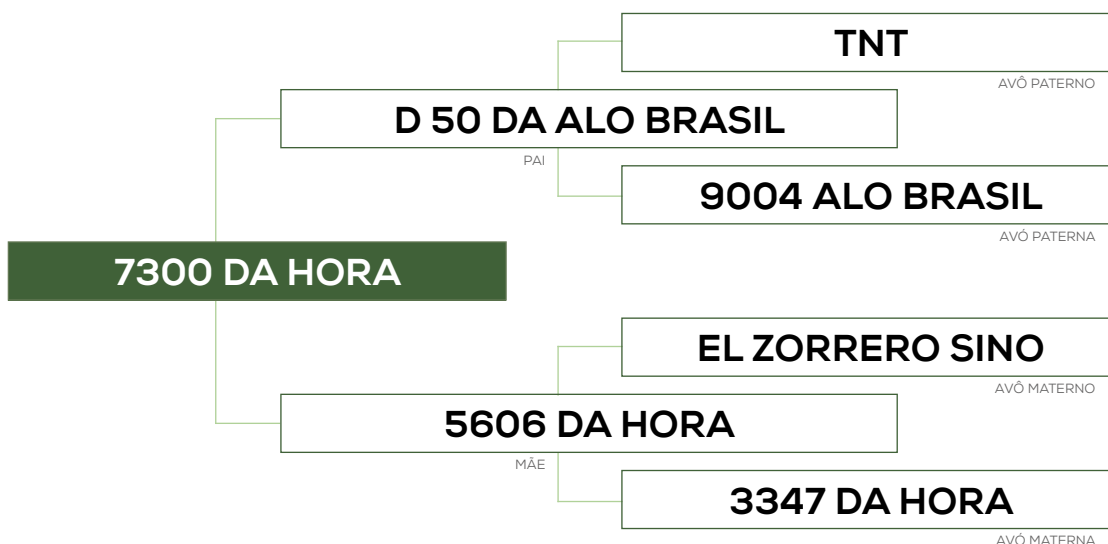 TNT
AVÔ PATERNO
D 50 DA ALO BRASIL
PAI
9004 ALO BRASIL
AVÓ PATERNA
7300 DA HORA
EL ZORRERO SINO
AVÔ MATERNO
5606 DA HORA
MÃE
3347 DA HORA
AVÓ MATERNA